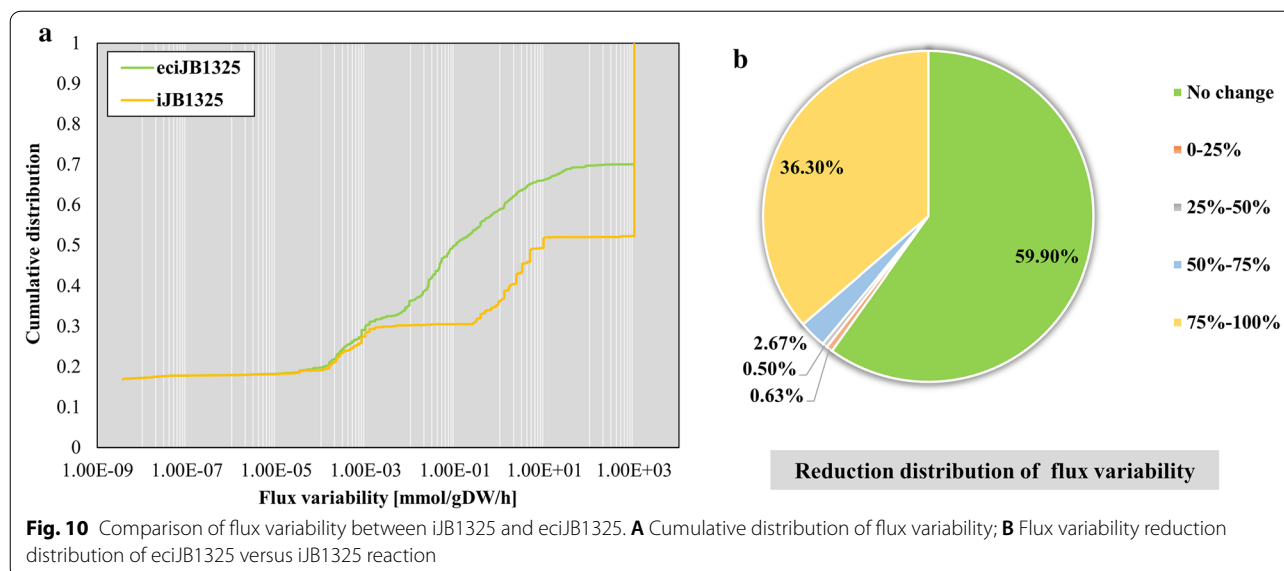 a
1
0.9
0.8
0.7
0.6
0.5
0.4
0.3
0.2
0.1
0
Cumulative distribution
eciJB1325
iJB1325
1.00E-09 1.00E-07 1.00E-05 1.00E-03 1.00E-01 1.00E+01 1.00E+03
Flux variability [mmol/gDW/h]
b
36.30%
59.90%
2.67%
0.50%
0.63%
No change
0-25%
25%-50%
50%-75%
75%-100%
Reduction distribution of flux variability
Fig. 10 Comparison of flux variability between iJB1325 and eciJB1325. A Cumulative distribution of flux variability; B Flux variability reduction
distribution of eciJB1325 versus iJB1325 reaction